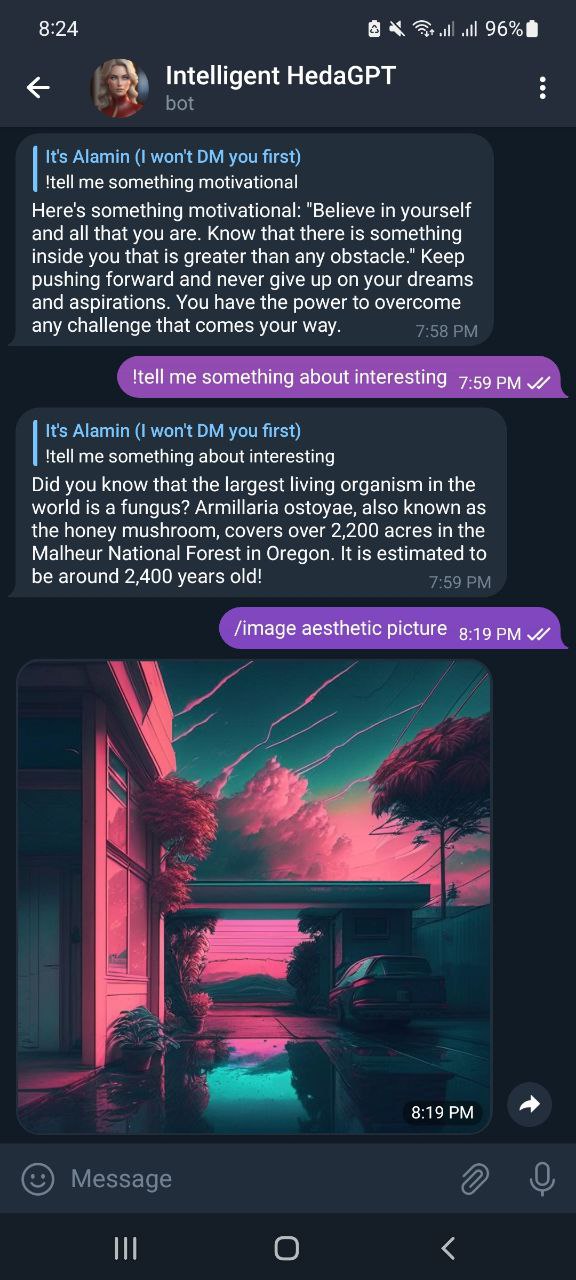 8:24
96%
Intelligent HedaGPT
bot
It's Alamin (I won't DM you first)
!tell me something motivational
Here's something motivational: "Believe in yourself
and all that you are. Know that there is something
inside you that is greater than any obstacle." Keep
pushing forward and never give up on your dreams
and aspirations. You have the power to overcome
any challenge that comes your way.
7:58 PM
!tell me something about interesting
7:59 PM
It's Alamin (I won't DM you first)
!tell me something about interesting
Did you know that the largest living organism in the
world is a fungus? Armillaria ostoyae, also known as
the honey mushroom, covers over 2,200 acres in the
Malheur National Forest in Oregon. It is estimated to
be around 2,400 years old!
7:59 PM
/image aesthetic picture
8:19 PM
8:19 PM
Message